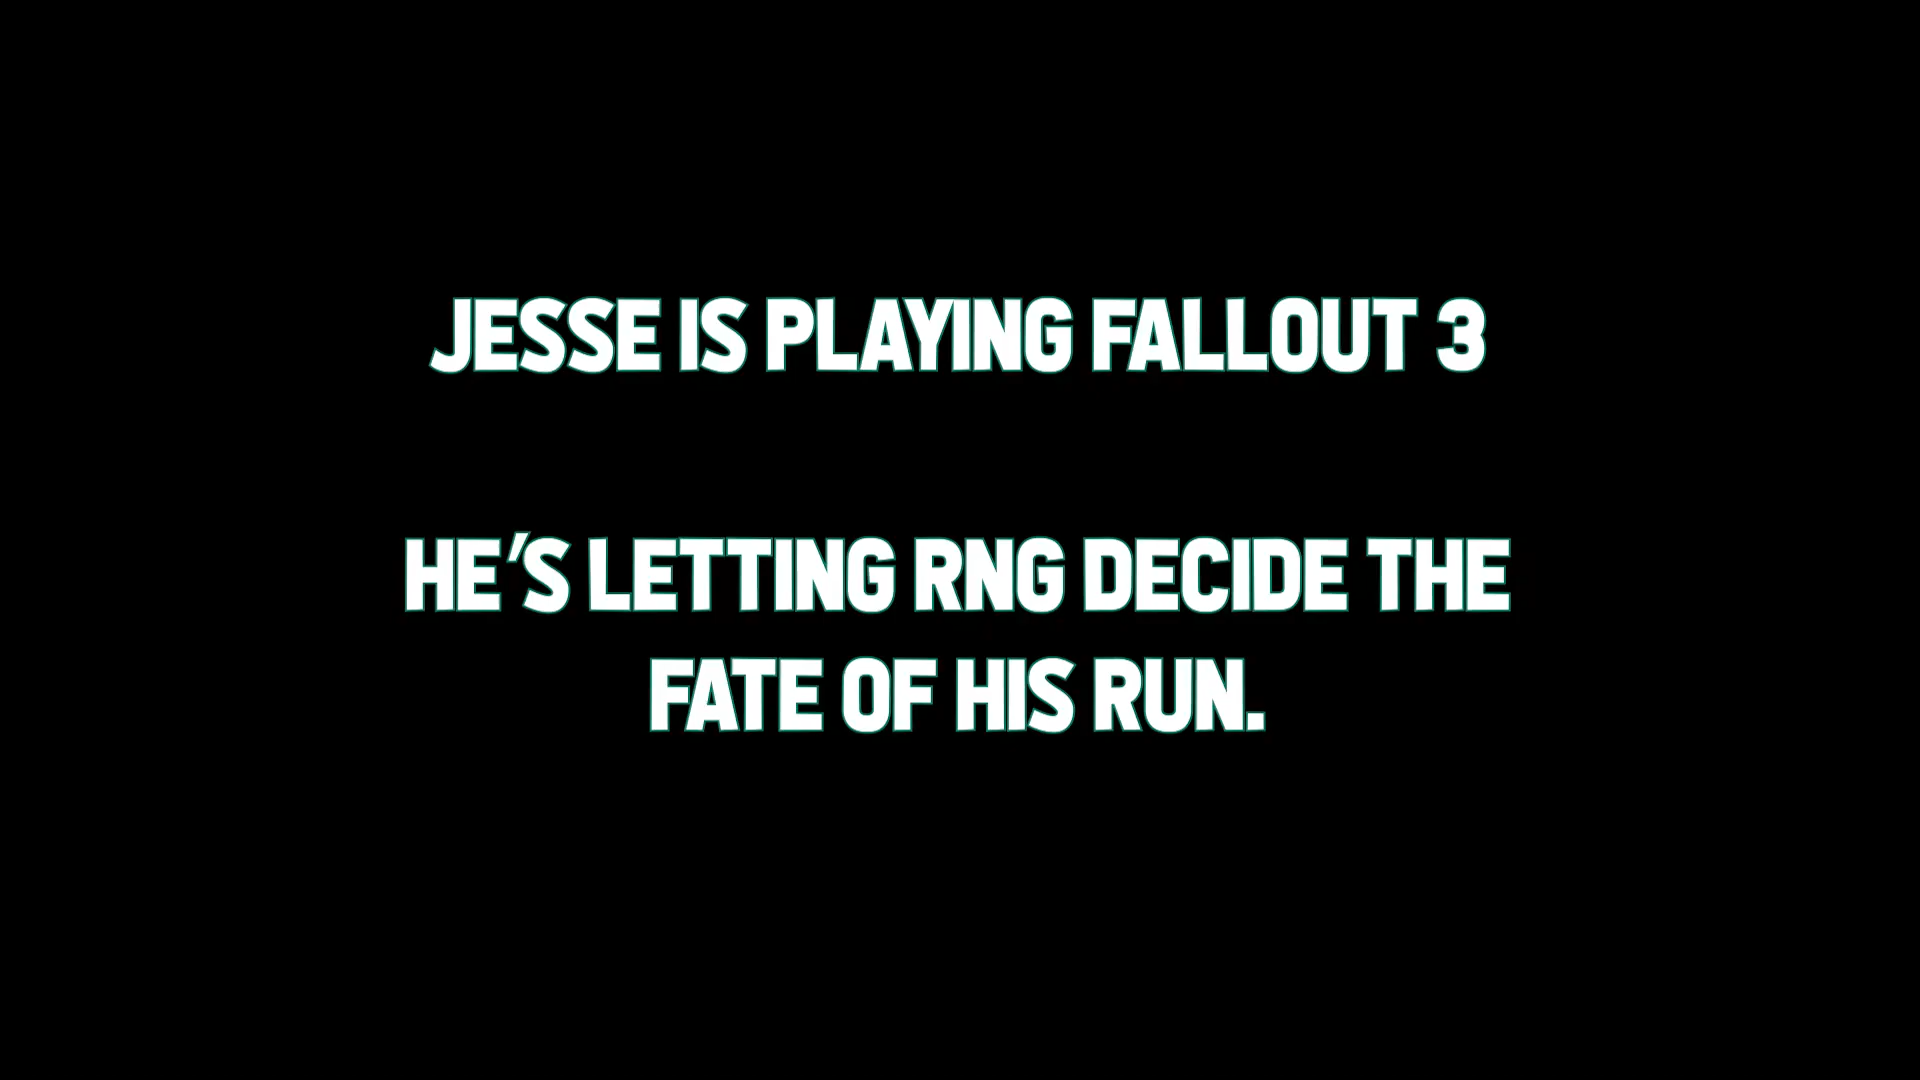 JESSE IS PLAYING FALLOUT 3
HE'S LETTING RNG DECIDE THE
FATE OF HIS RUN.